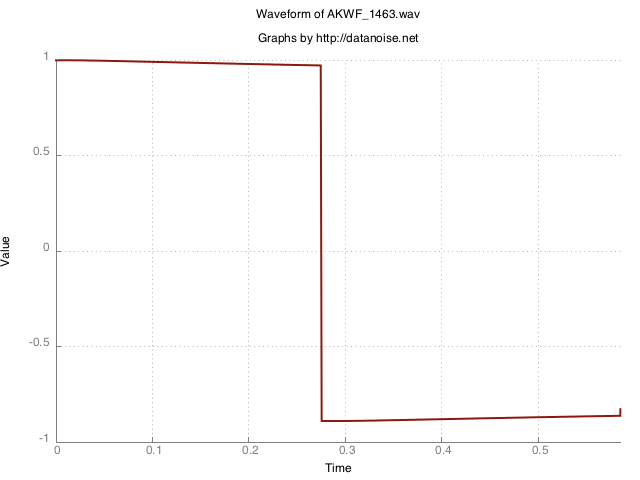 Waveform of AKWF_1463.wav
Graphs by http://datanoise.net
1
0.5
0
-0.5
-1
Value
0 0.1 0.2 0.3 0.4 0.5
Time